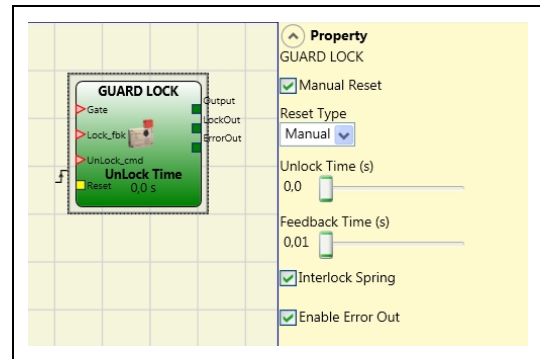 GUARD LOCK
Gate
Lock_fbk
UnLock_cmd
Reset
Output
LockOut
ErrorOut
UnLock Time
0,0 s
Property
GUARD LOCK
Manual Reset
Reset Type
Manual
Unlock Time (s)
0,0
Feedback Time (s)
0,01
Interlock Spring
Enable Error Out